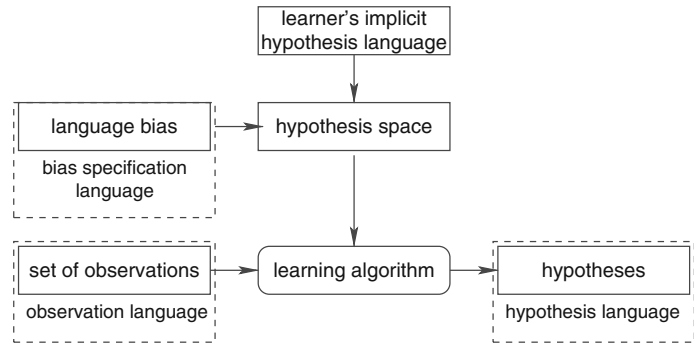 learner's implicit
hypothesis language
language bias
hypothesis space
bias specification
language
set of observations
learning algorithm
hypotheses
observation language
hypothesis language